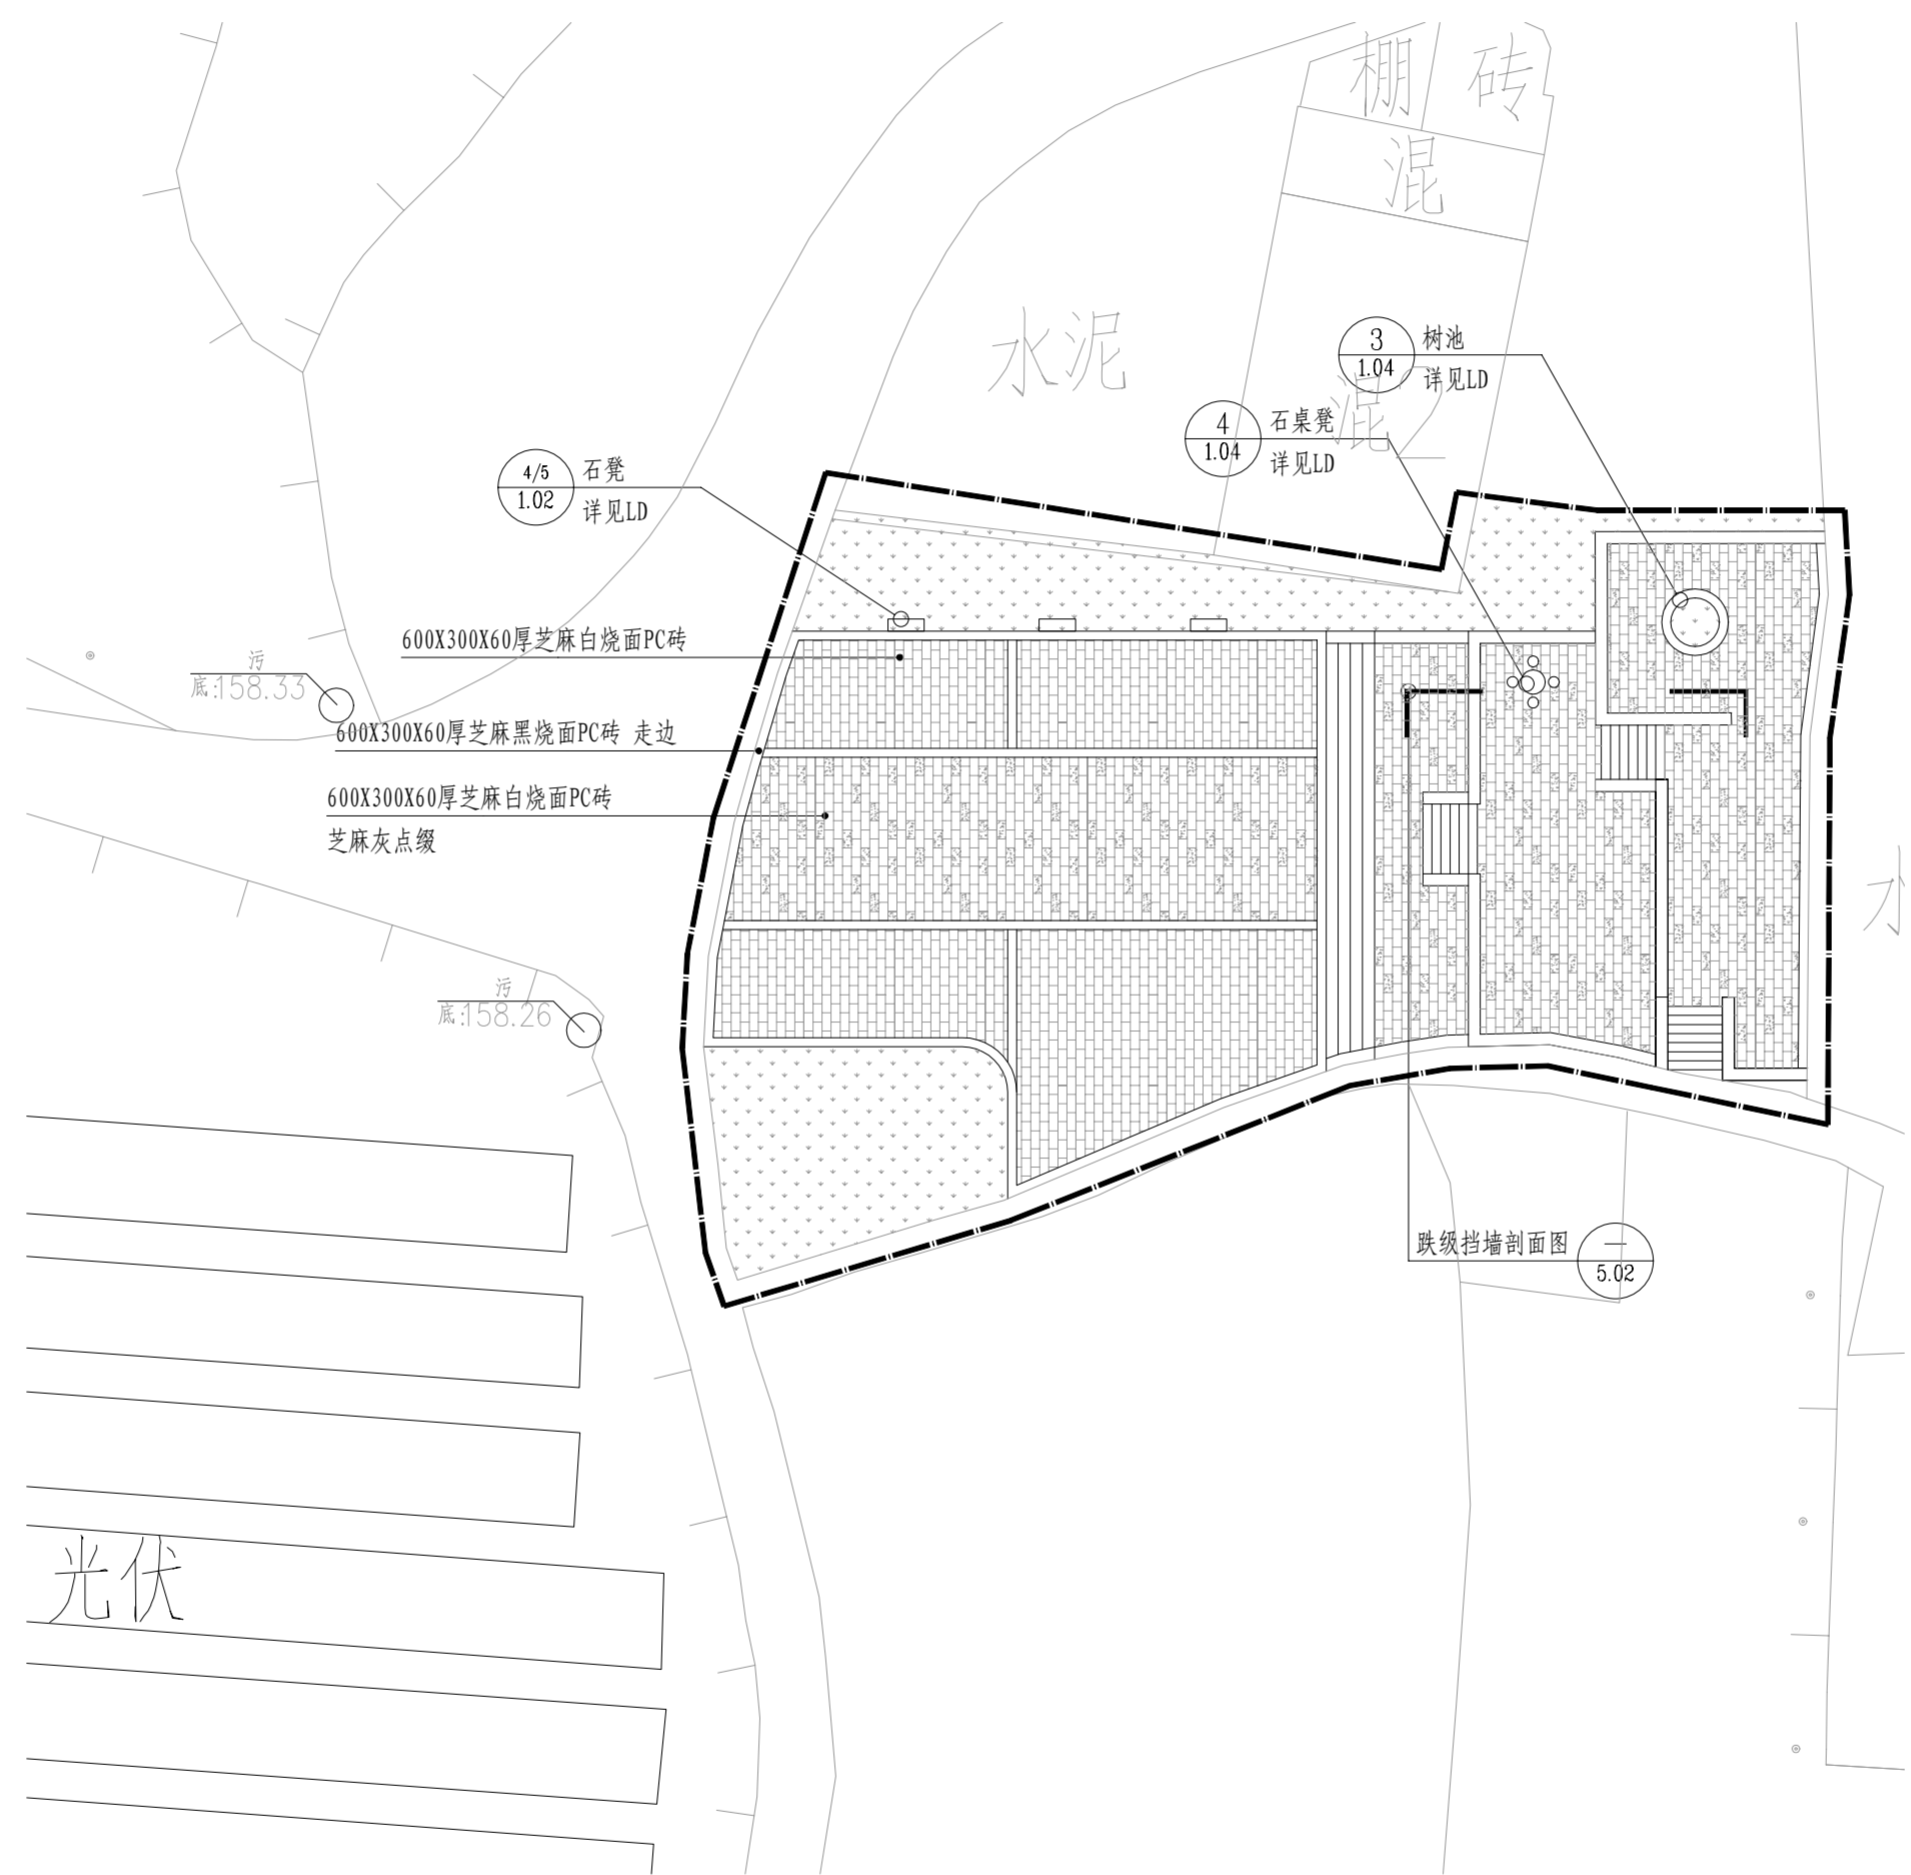 棚 砖
混
水泥
3
1.04
树池
详见LD
混2
4
1.04
石桌凳
详见LD
4/5
1.02
石凳
详见LD
600X300X60厚芝麻白烧面PC砖
污
底:158.33
600X300X60厚芝麻黑烧面PC砖 走边
600X300X60厚芝麻白烧面PC砖
芝麻灰点缀
污
底:158.26
跌级挡墙剖面图
一
5.02
光伏